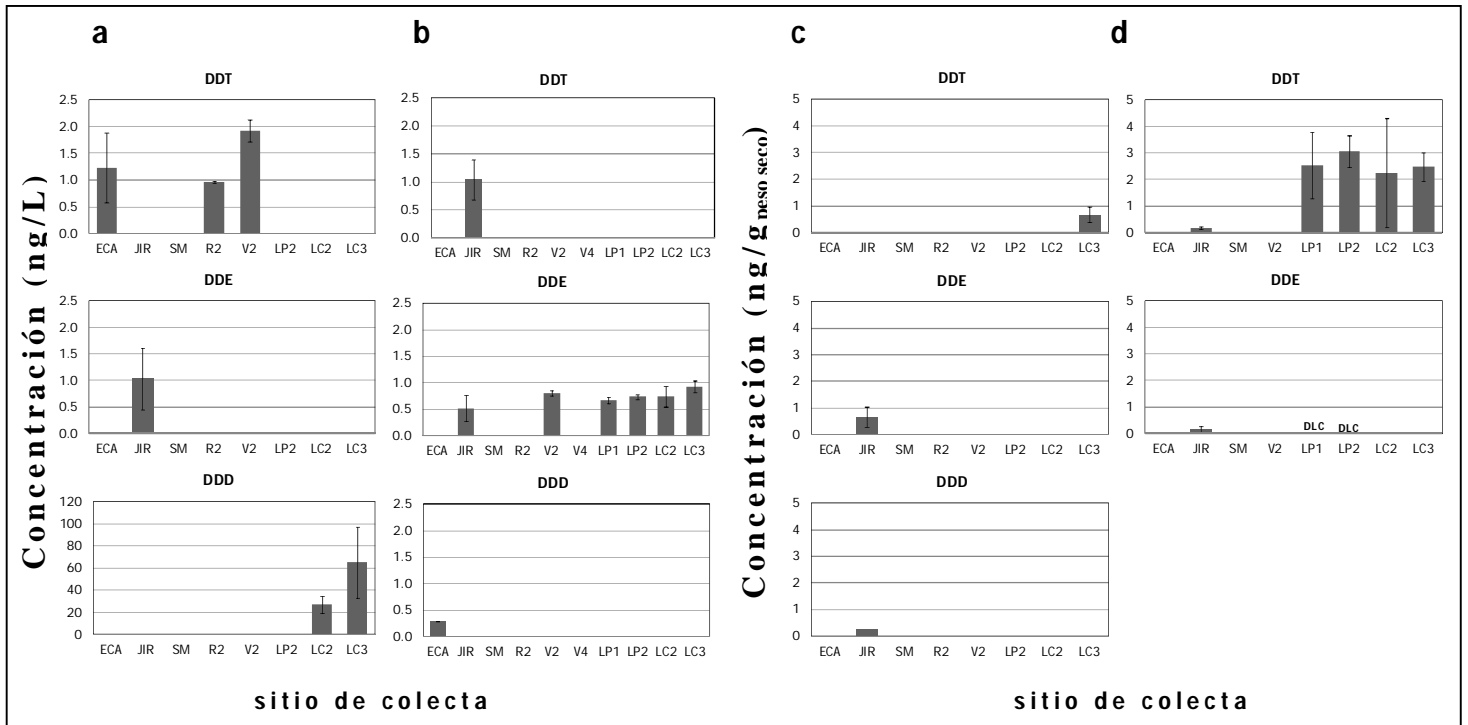 a
b
c
d
Concentración (ng/L)
DDT
2.5
2.0
1.5
1.0
0.5
0.0
ECA JIR SM R2 V2 LP2 LC2 LC3
DDE
2.5
2.0
1.5
1.0
0.5
0.0
ECA JIR SM R2 V2 LP2 LC2 LC3
DDD
120
100
80
60
40
20
0
ECA JIR SM R2 V2 LP2 LC2 LC3
DDT
2.5
2.0
1.5
1.0
0.5
0.0
ECA JIR SM R2 V2 V4 LP1 LP2 LC2 LC3
DDE
2.5
2.0
1.5
1.0
0.5
0.0
ECA JIR SM R2 V2 V4 LP1 LP2 LC2 LC3
DDD
2.5
2.0
1.5
1.0
0.5
0.0
ECA JIR SM R2 V2 V4 LP1 LP2 LC2 LC3
sitio de colecta
Concentración (ng/g peso seco)
DDT
5
4
3
2
1
0
ECA JIR SM R2 V2 LP2 LC2 LC3
DDE
5
4
3
2
1
0
ECA JIR SM R2 V2 LP2 LC2 LC3
DDD
5
4
3
2
1
0
ECA JIR SM R2 V2 LP2 LC2 LC3
DDT
5
4
3
2
1
0
ECA JIR SM V2 LP1 LP2 LC2 LC3
DDE
5
4
3
2
1
0
DLC DLC
ECA JIR SM V2 LP1 LP2 LC2 LC3
sitio de colecta